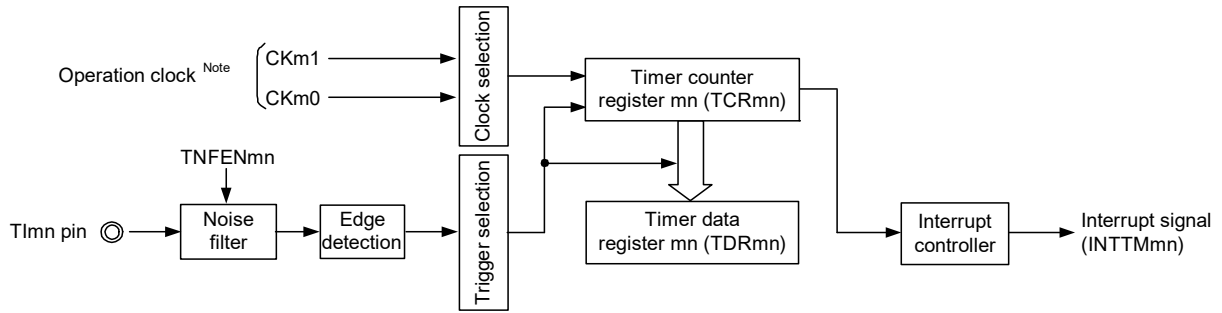 Operation clock Note
CKm1
CKm0
Clock selection
Timer counter
register mn (TCRmn)
TNFENmn
TImn pin
Noise
filter
Edge
detection
Trigger selection
Timer data
register mn (TDRmn)
Interrupt
controller
Interrupt signal
(INTTMmn)